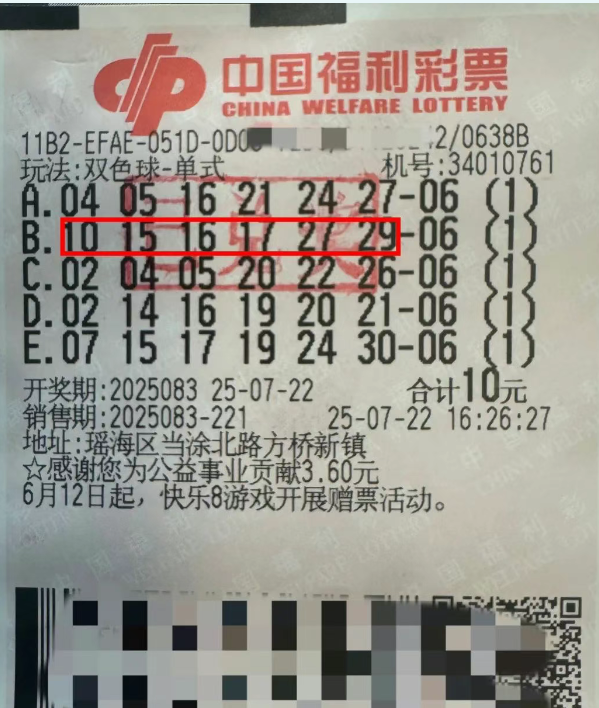 中国福利彩票
CHINA WELFARE LOTTERY
11B2-EFAE-051D-0D0 2/0638B
玩法:双色球-单式 机号:34010761
A.04 05 16 21 24 27-06 (1)
B.10 15 16 17 27 29-06 (1)
C.02 04 05 20 22 26-06 (1)
D.02 14 16 19 20 21-06 (1)
E.07 15 17 19 24 30-06 (1)
开奖期:2025083 25-07-22 合计10元
销售期:2025083-221 25-07-22 16:26:27
地址:瑶海区当涂北路方桥新镇
☆感谢您为公益事业贡献3.60元
6月12日起，快乐8游戏开展赠票活动。